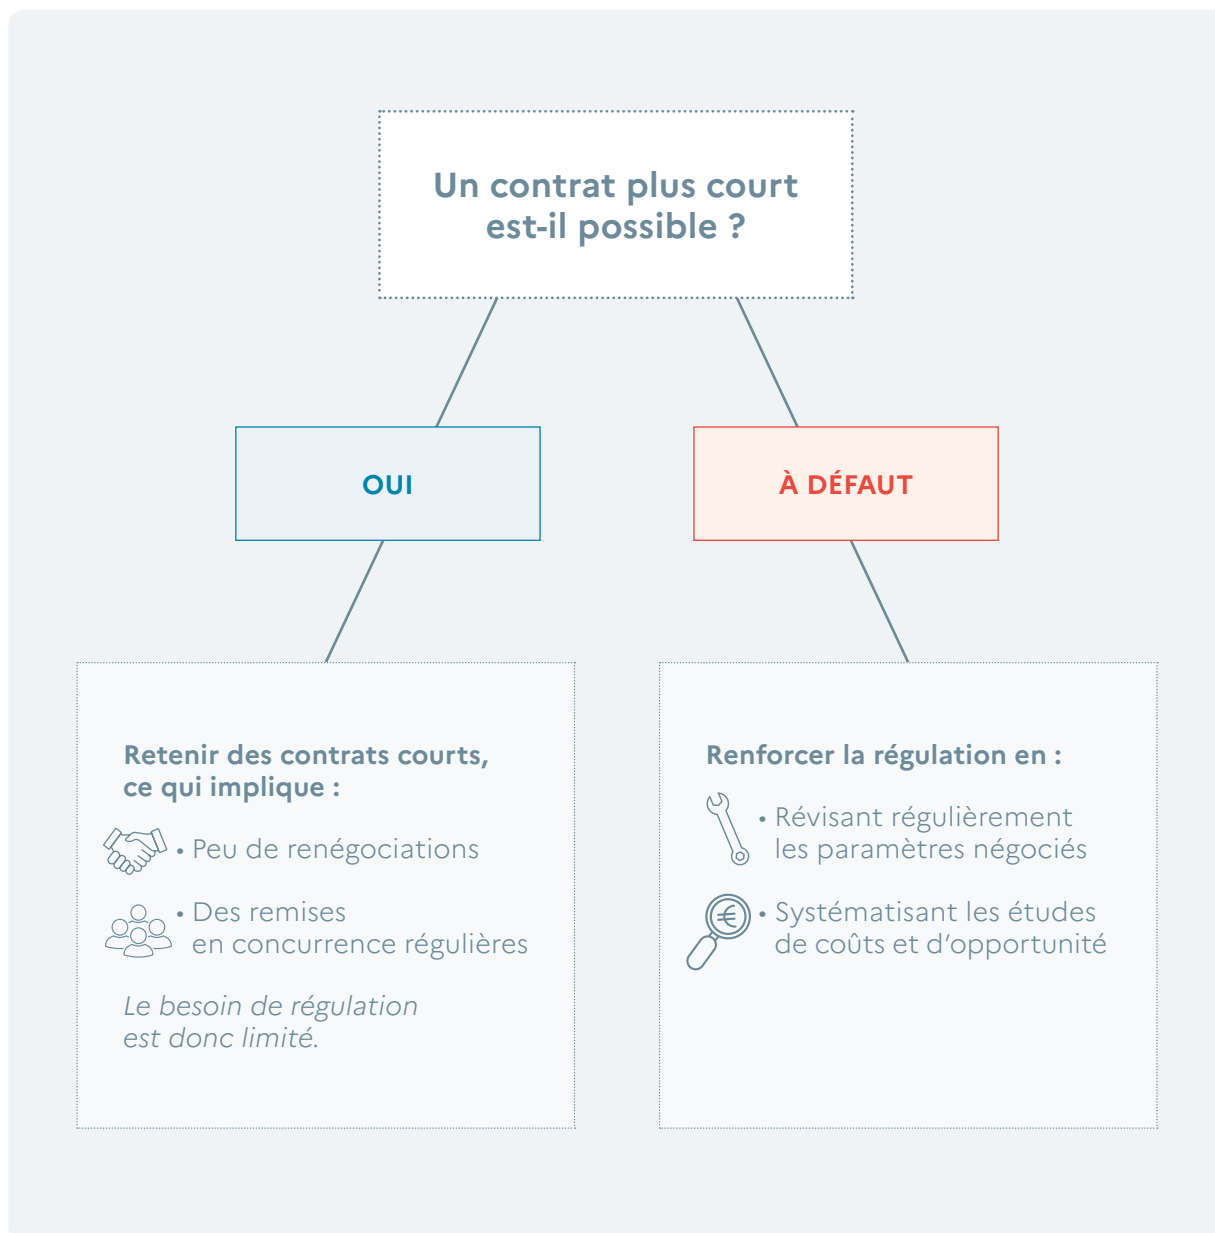 Un contrat plus court
est-il possible ?
OUI
À DÉFAUT
Retenir des contrats courts,
ce qui implique :
• Peu de renégociations
• Des remises
en concurrence régulières
Le besoin de régulation
est donc limité.
Renforcer la régulation en :
• Révisant régulièrement
les paramètres négociés
€
• Systématisant les études
de coûts et d’opportunité